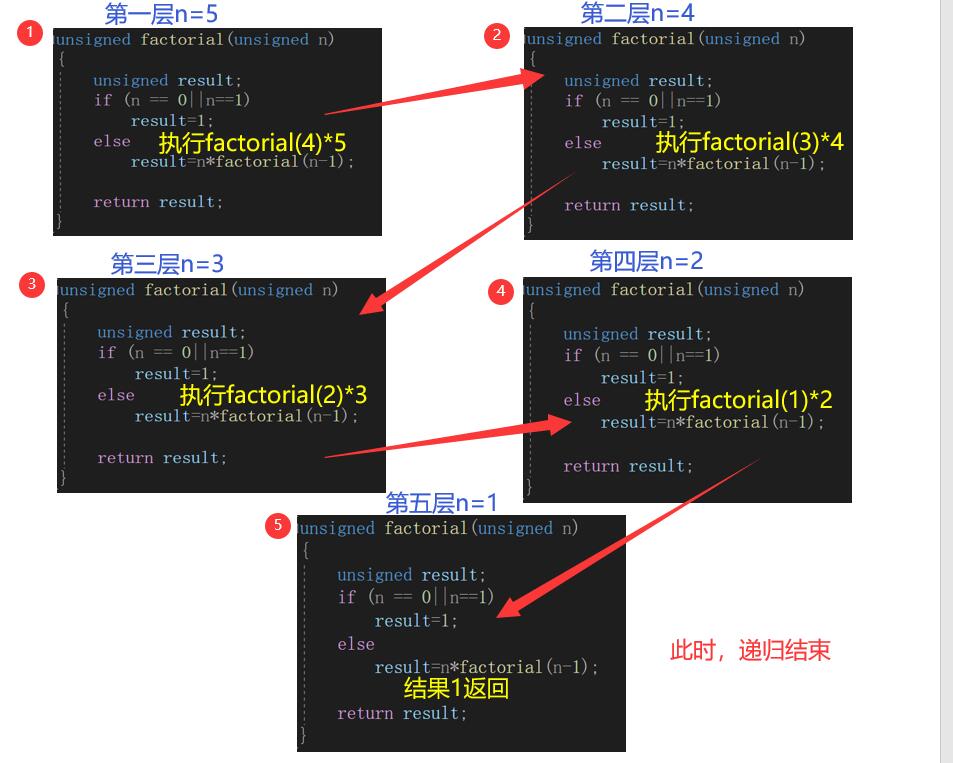 第一层n=5
1
unsigned factorial(unsigned n)
{
unsigned result;
if (n == 0||n==1)
result=1;
else 执行factorial(4)*5
result=n*factorial(n-1);
return result;
}
第二层n=4
2
unsigned factorial(unsigned n)
{
unsigned result;
if (n == 0||n==1)
result=1;
else 执行factorial(3)*4
result=n*factorial(n-1);
return result;
}
第三层n=3
3
unsigned factorial(unsigned n)
{
unsigned result;
if (n == 0||n==1)
result=1;
else 执行factorial(2)*3
result=n*factorial(n-1);
return result;
}
第四层n=2
4
unsigned factorial(unsigned n)
{
unsigned result;
if (n == 0||n==1)
result=1;
else 执行factorial(1)*2
result=n*factorial(n-1);
return result;
}
第五层n=1
5
unsigned factorial(unsigned n)
{
unsigned result;
if (n == 0||n==1)
result=1;
else
result=n*factorial(n-1);
结果1返回
return result;
}
此时，递归结束